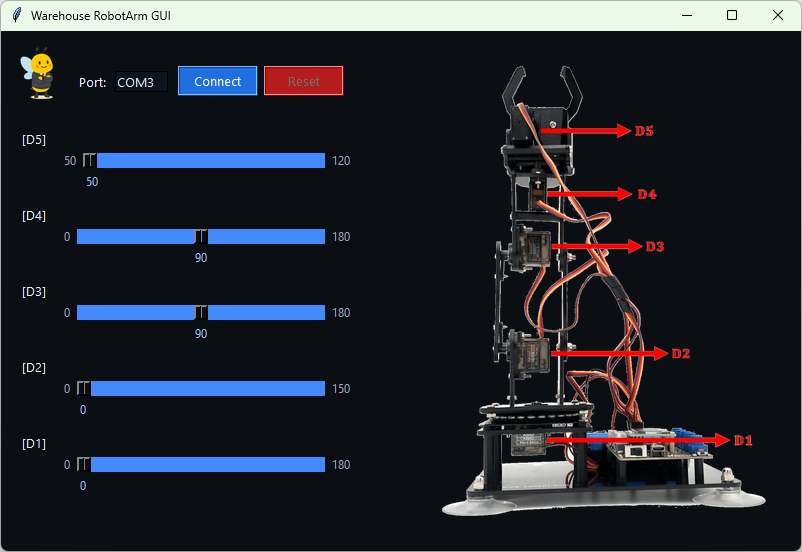 Warehouse RobotArm GUI
Port: COM3 Connect Reset
[D5]
50 120
50
[D4]
0 180
90
[D3]
0 180
90
[D2]
0 150
0
[D1]
0 180
0
D5
D4
D3
D2
D1